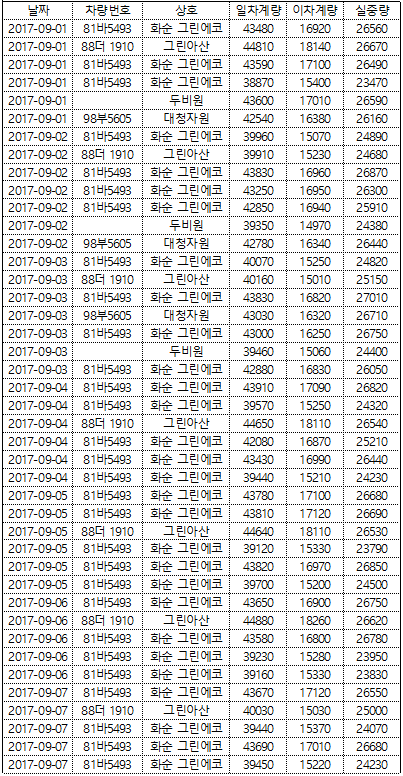 날짜 차량번호 상호 일차계량 이차계량 실중량
2017-09-01 81바5493 화순 그린에코 43480 16920 26560
2017-09-01 88더 1910 그린아산 44810 18140 26670
2017-09-01 81바5493 화순 그린에코 43590 17100 26490
2017-09-01 81바5493 화순 그린에코 38870 15400 23470
2017-09-01 두비원 43600 17010 26590
2017-09-01 98부5605 대청자원 42540 16380 26160
2017-09-02 81바5493 화순 그린에코 39960 15070 24890
2017-09-02 88더 1910 그린아산 39910 15230 24680
2017-09-02 81바5493 화순 그린에코 43830 16960 26870
2017-09-02 81바5493 화순 그린에코 43250 16950 26300
2017-09-02 81바5493 화순 그린에코 42850 16940 25910
2017-09-02 두비원 39350 14970 24380
2017-09-02 98부5605 대청자원 42780 16340 26440
2017-09-03 81바5493 화순 그린에코 40070 15250 24820
2017-09-03 88더 1910 그린아산 40160 15010 25150
2017-09-03 81바5493 화순 그린에코 43830 16820 27010
2017-09-03 98부5605 대청자원 43030 16320 26710
2017-09-03 81바5493 화순 그린에코 43000 16250 26750
2017-09-03 두비원 39460 15060 24400
2017-09-03 81바5493 화순 그린에코 42880 16830 26050
2017-09-04 81바5493 화순 그린에코 43910 17090 26820
2017-09-04 81바5493 화순 그린에코 39570 15250 24320
2017-09-04 88더 1910 그린아산 44650 18110 26540
2017-09-04 81바5493 화순 그린에코 42080 16870 25210
2017-09-04 81바5493 화순 그린에코 43430 16990 26440
2017-09-04 81바5493 화순 그린에코 39440 15210 24230
2017-09-05 81바5493 화순 그린에코 43780 17100 26680
2017-09-05 81바5493 화순 그린에코 43810 17120 26690
2017-09-05 88더 1910 그린아산 44640 18110 26530
2017-09-05 81바5493 화순 그린에코 39120 15330 23790
2017-09-05 81바5493 화순 그린에코 43820 16970 26850
2017-09-05 81바5493 화순 그린에코 39700 15200 24500
2017-09-06 81바5493 화순 그린에코 43650 16900 26750
2017-09-06 88더 1910 그린아산 44880 18260 26620
2017-09-06 81바5493 화순 그린에코 43580 16800 26780
2017-09-06 81바5493 화순 그린에코 39230 15280 23950
2017-09-06 81바5493 화순 그린에코 39160 15330 23830
2017-09-07 81바5493 화순 그린에코 43670 17120 26550
2017-09-07 88더 1910 그린아산 40030 15030 25000
2017-09-07 81바5493 화순 그린에코 39440 15370 24070
2017-09-07 81바5493 화순 그린에코 43690 17010 26680
2017-09-07 81바5493 화순 그린에코 39450 15220 24230